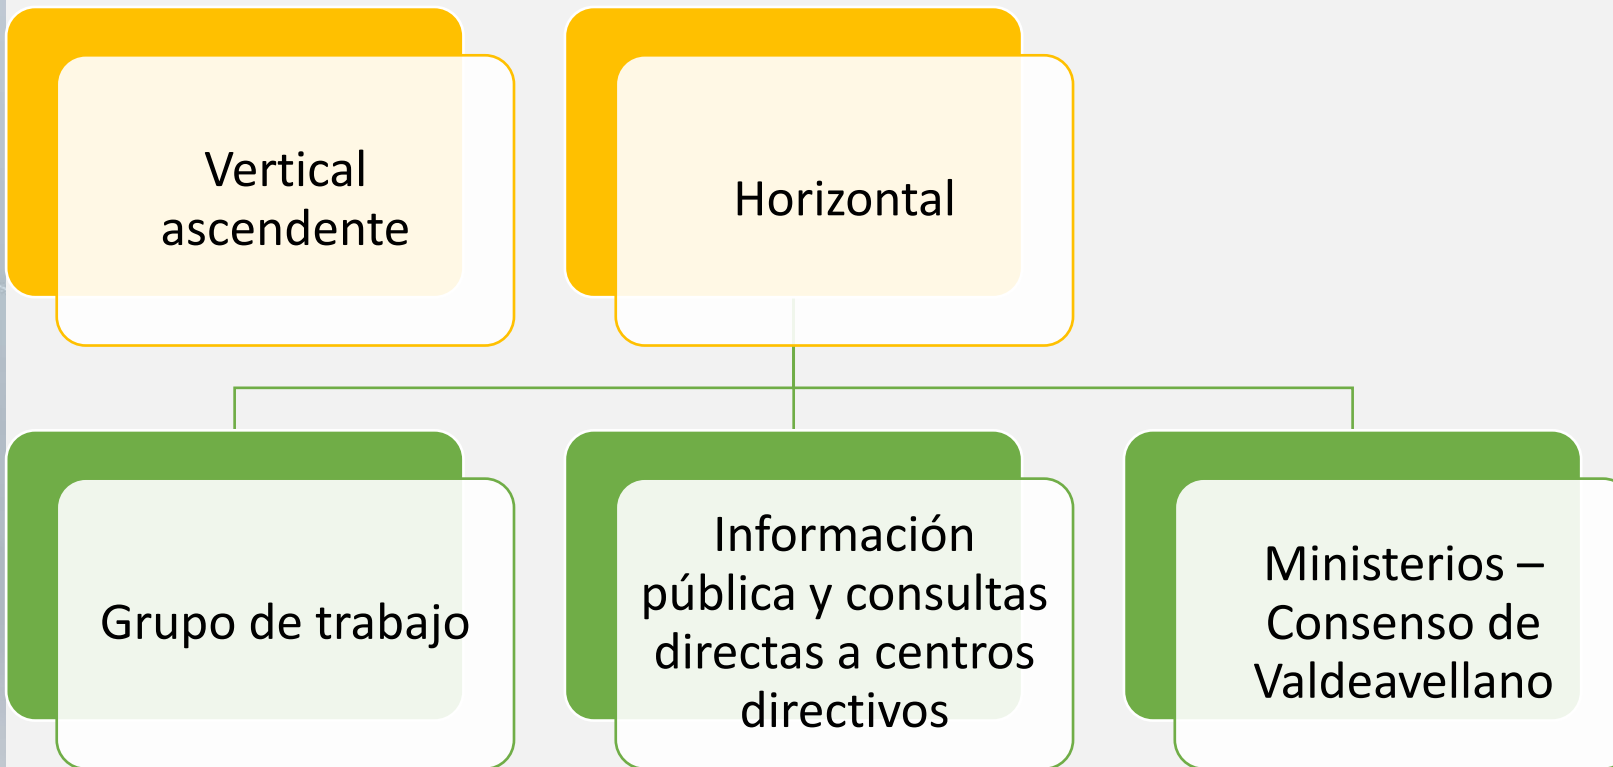 Vertical
ascendente
Horizontal
Grupo de trabajo
Información
pública y consultas
directas a centros
directivos
Ministerios –
Consenso de
Valdeavellano